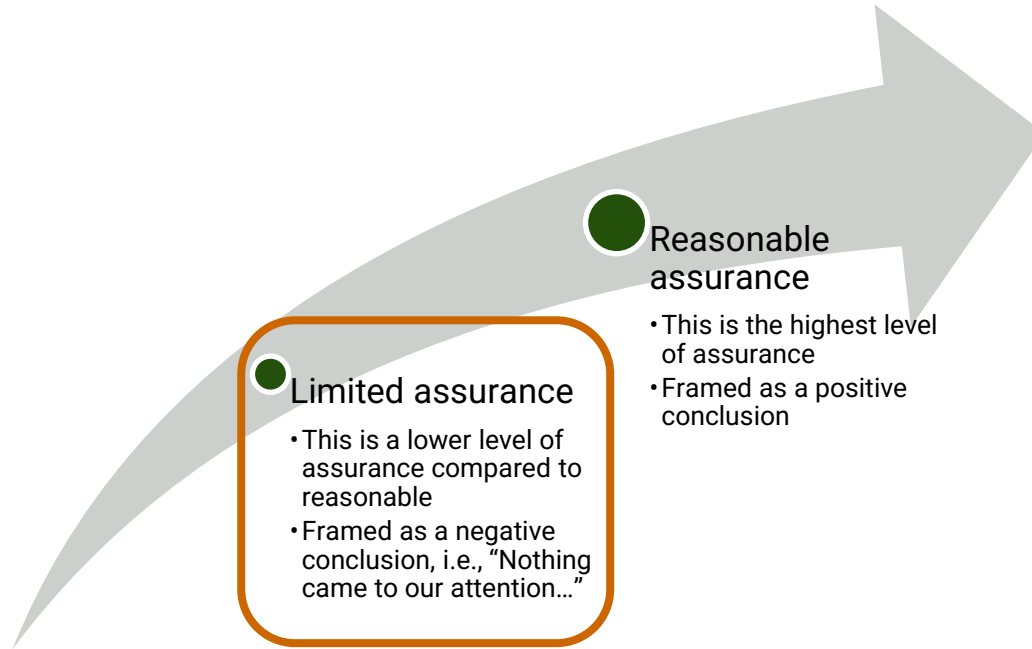 Limited assurance
•This is a lower level of
assurance compared to
reasonable
•Framed as a negative
conclusion, i.e., “Nothing
came to our attention…”
Reasonable
assurance
•This is the highest level
of assurance
•Framed as a positive
conclusion